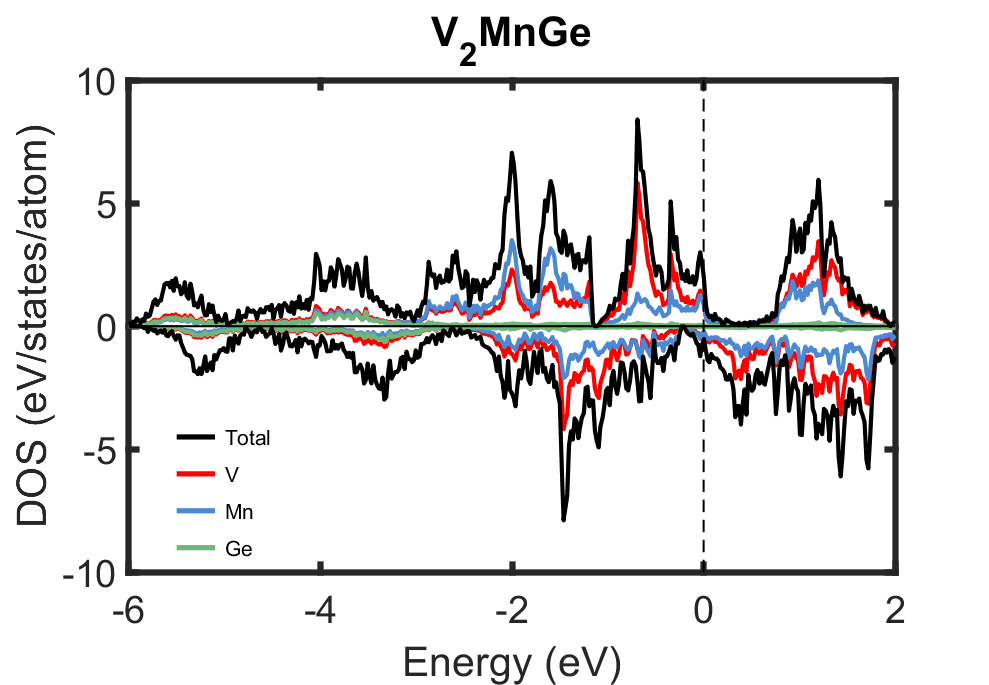 V₂MnGe
10
5
0
0
-5
-10
DOS (eV/states/atom)
Total
V
Mn
Ge
-6 -4 -2 0 2
Energy (eV)